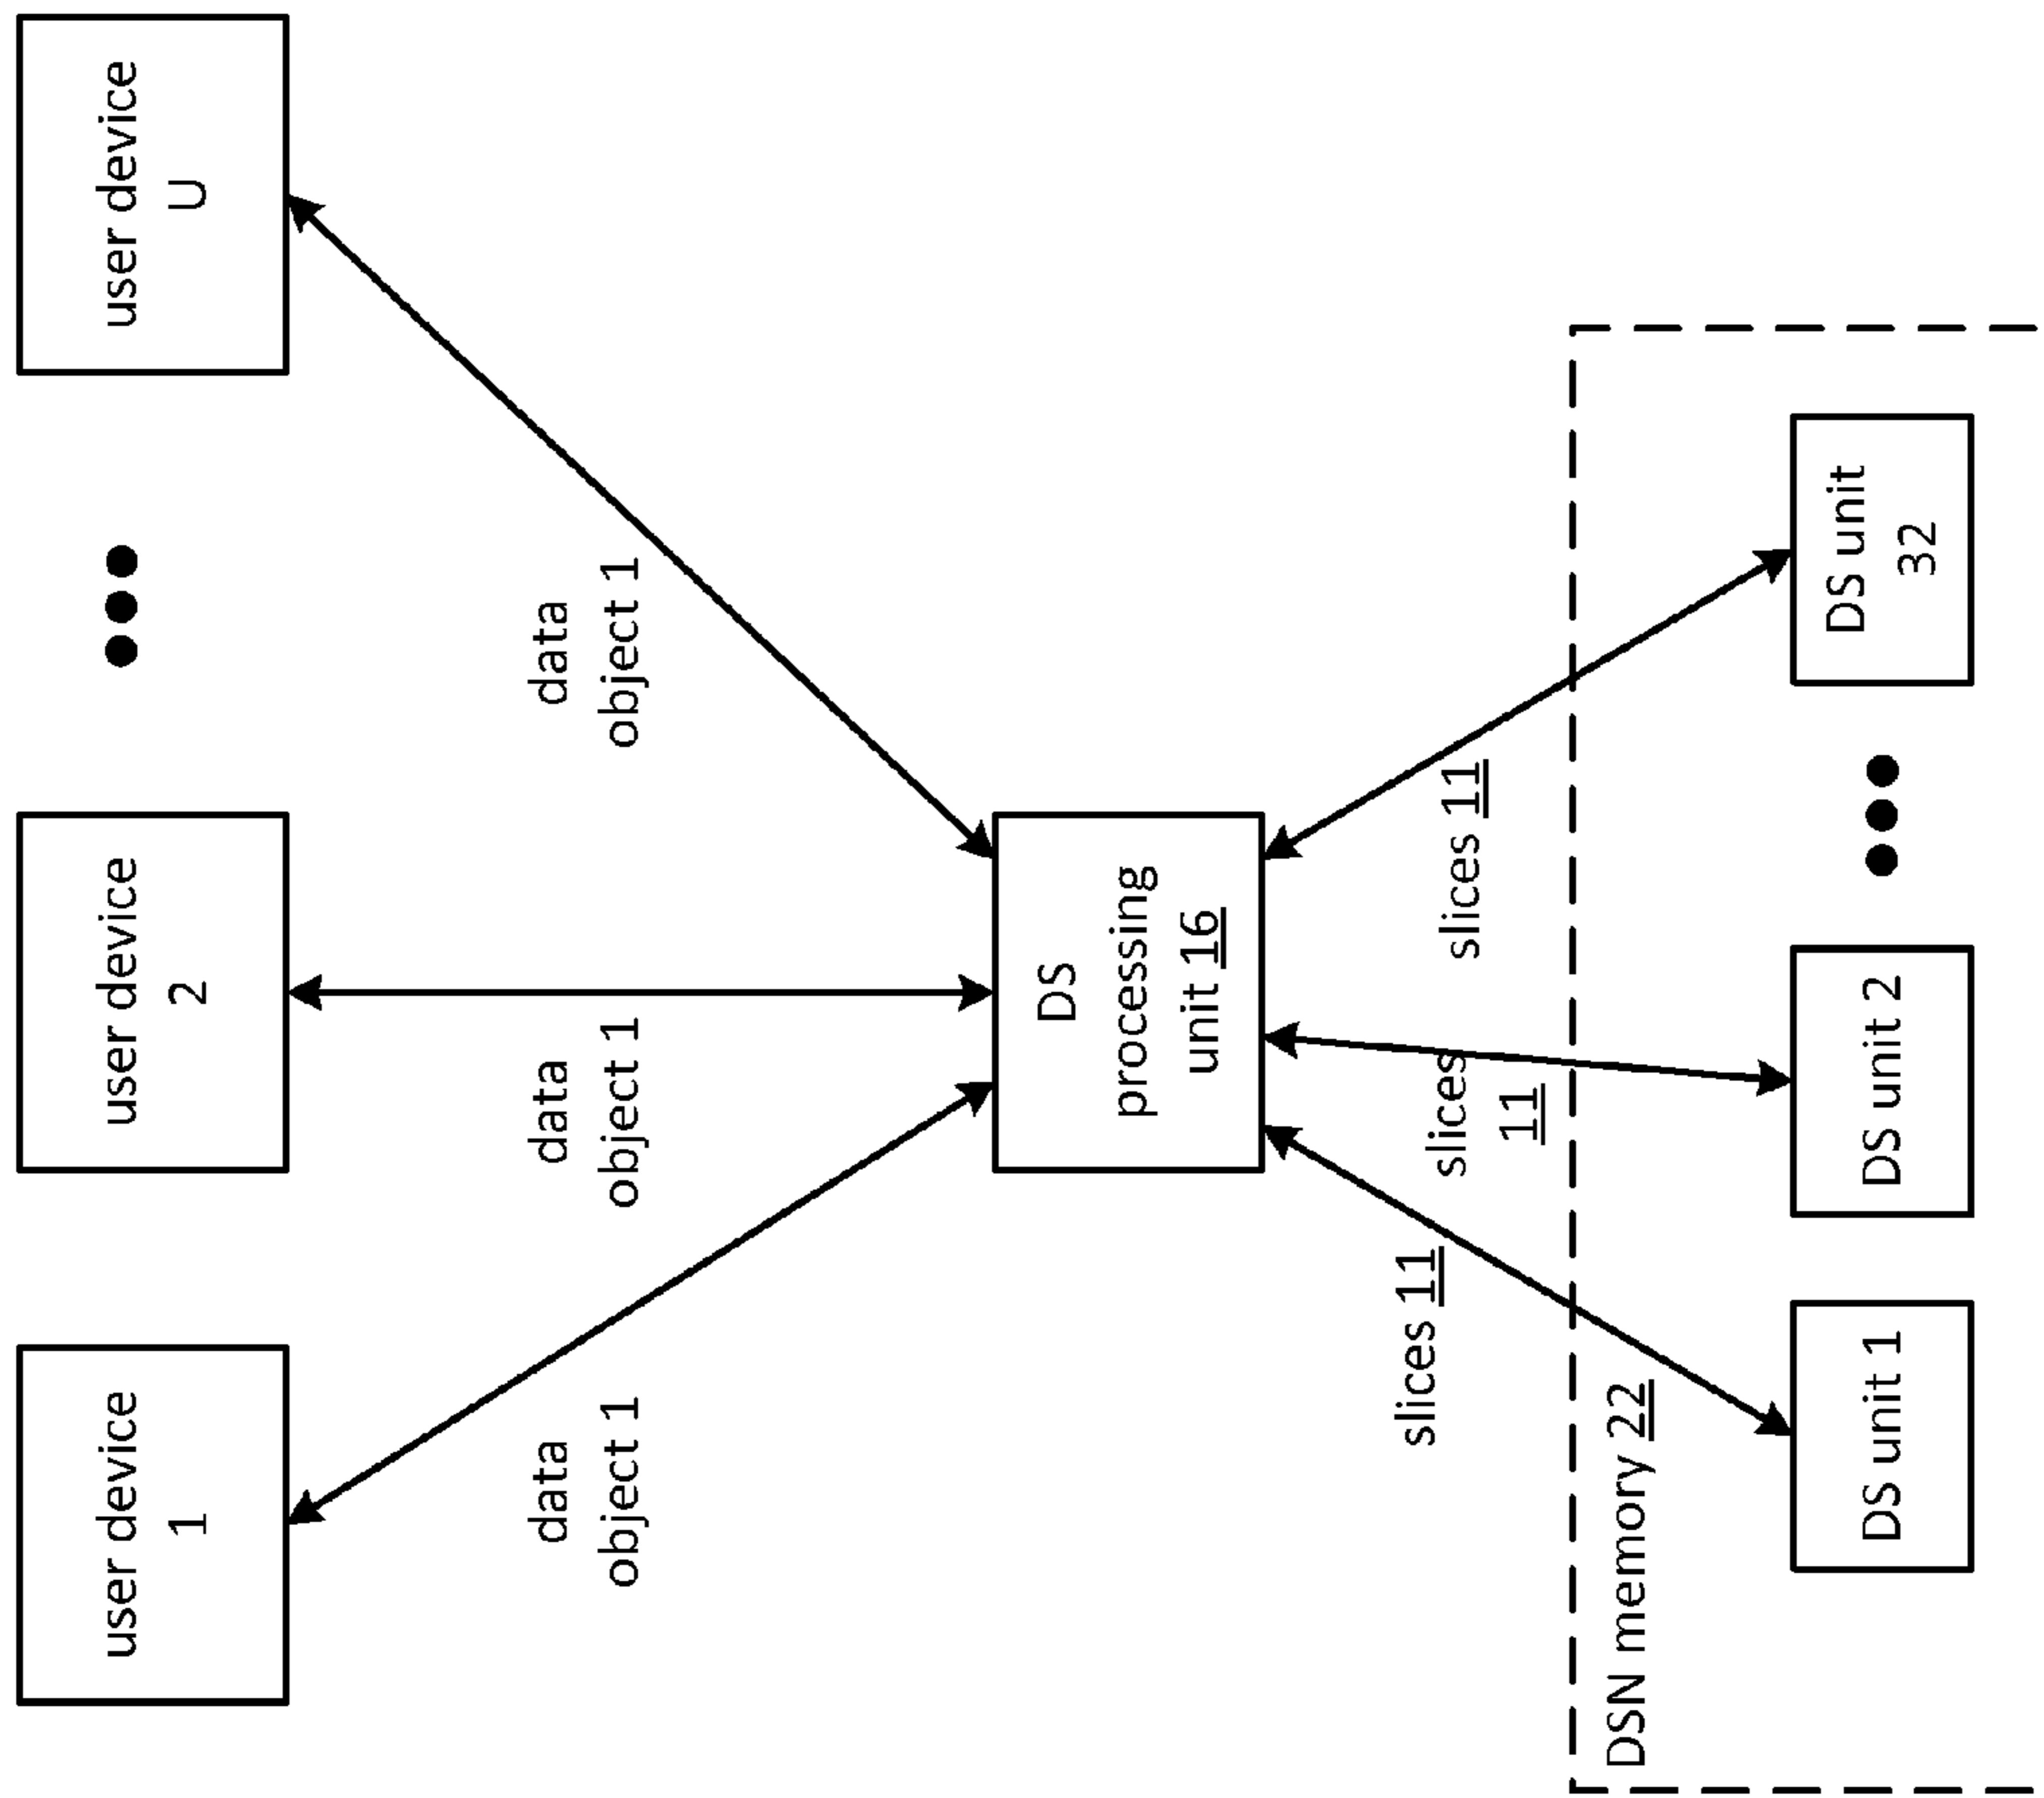 user device
1
user device
2
user device
U
data
object 1
data
object 1
data
object 1
DS
processing
unit 16
slices 11
slices
11
slices 11
DSN memory 22
DS unit 1
DS unit 2
DS unit
32